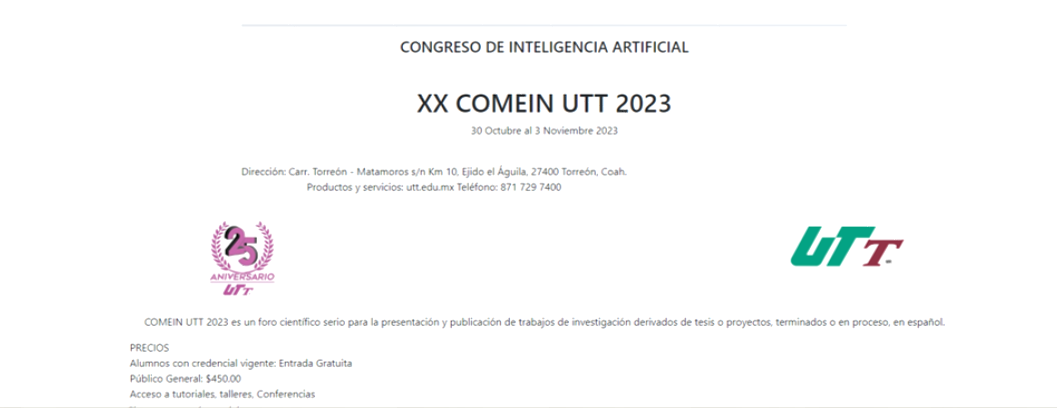 CONGRESO DE INTELIGENCIA ARTIFICIAL
XX COMEIN UTT 2023
30 Octubre al 3 Noviembre 2023
Dirección: Carr. Torreón - Matamoros s/n Km 10, Ejido el Águila, 27400 Torreón, Coah.
Productos y servicios: utt.edu.mx Teléfono: 871 729 7400
25
ANIVERSARIO
UTT
UTT
COMEIN UTT 2023 es un foro científico serio para la presentación y publicación de trabajos de investigación derivados de tesis o proyectos, terminados o en proceso, en español.
PRECIOS
Alumnos con credencial vigente: Entrada Gratuita
Público General: $450.00
Acceso a tutoriales, talleres, Conferencias